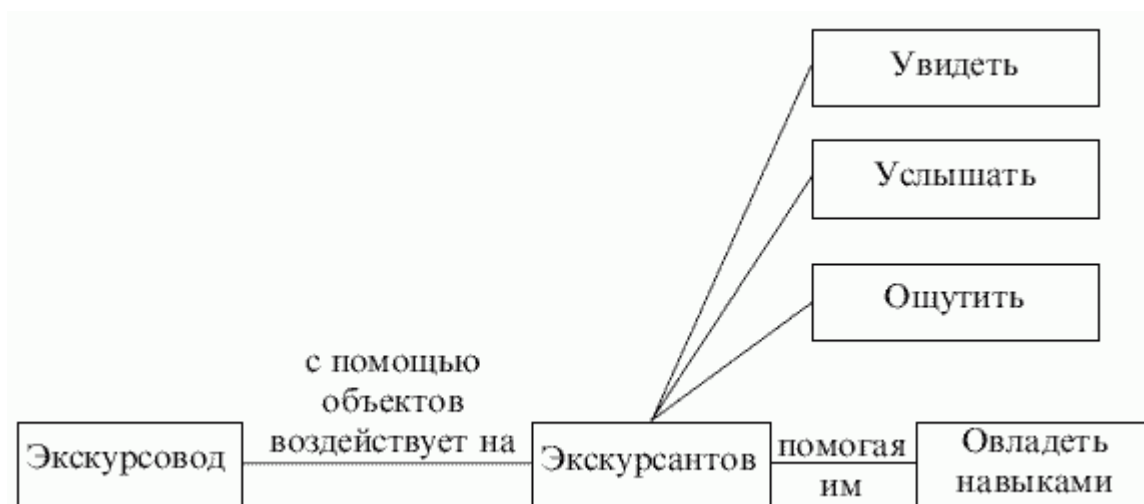 Увидеть
Услышать
Ощутить
с помощью
объектов
воздействует на
Экскурсовод
Экскурсантов
помогая
им
Овладеть
навыками